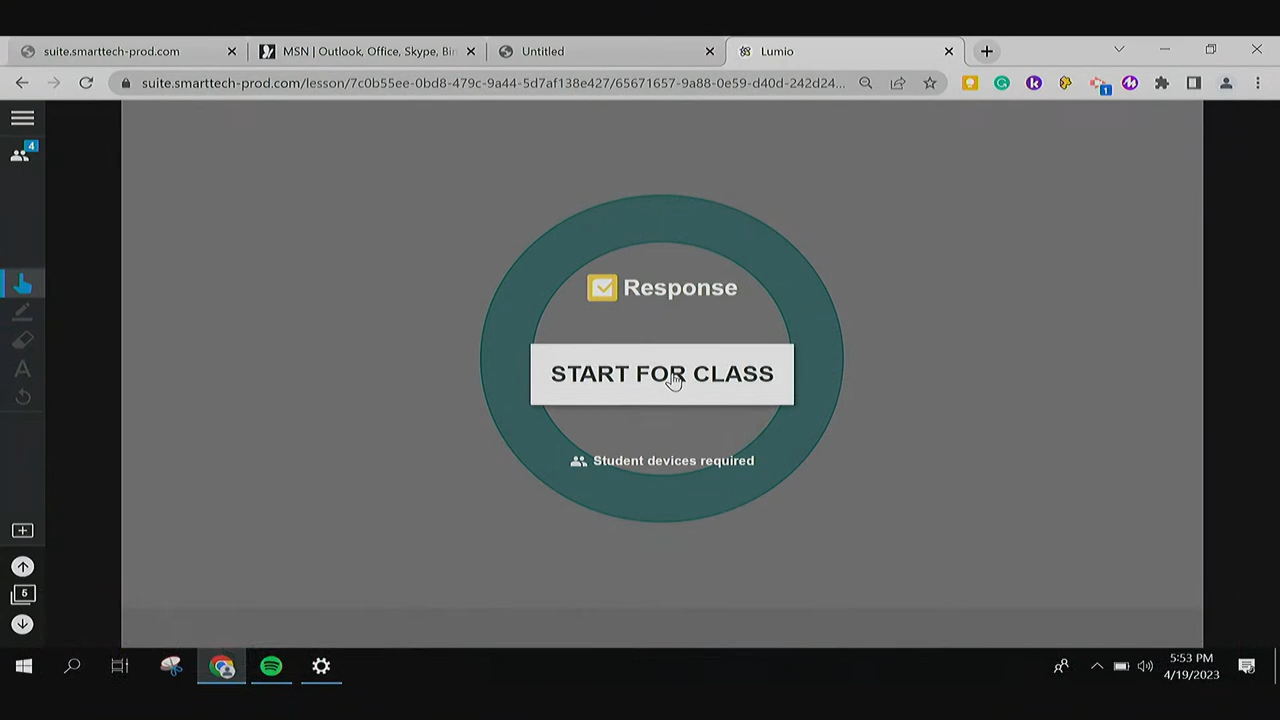 suite.smarttech-prod.com
MSN | Outlook, Office, Skype, Bin
Untitled
Lumio
suite.smarttech-prod.com/lesson/7c0b55ee-0bd8-479c-9a44-5d7af138e427/65671657-9a88-0e59-d40d-242d24...
1
4
Response
START FOR CLASS
Student devices required
A
5
5:53 PM
4/19/2023